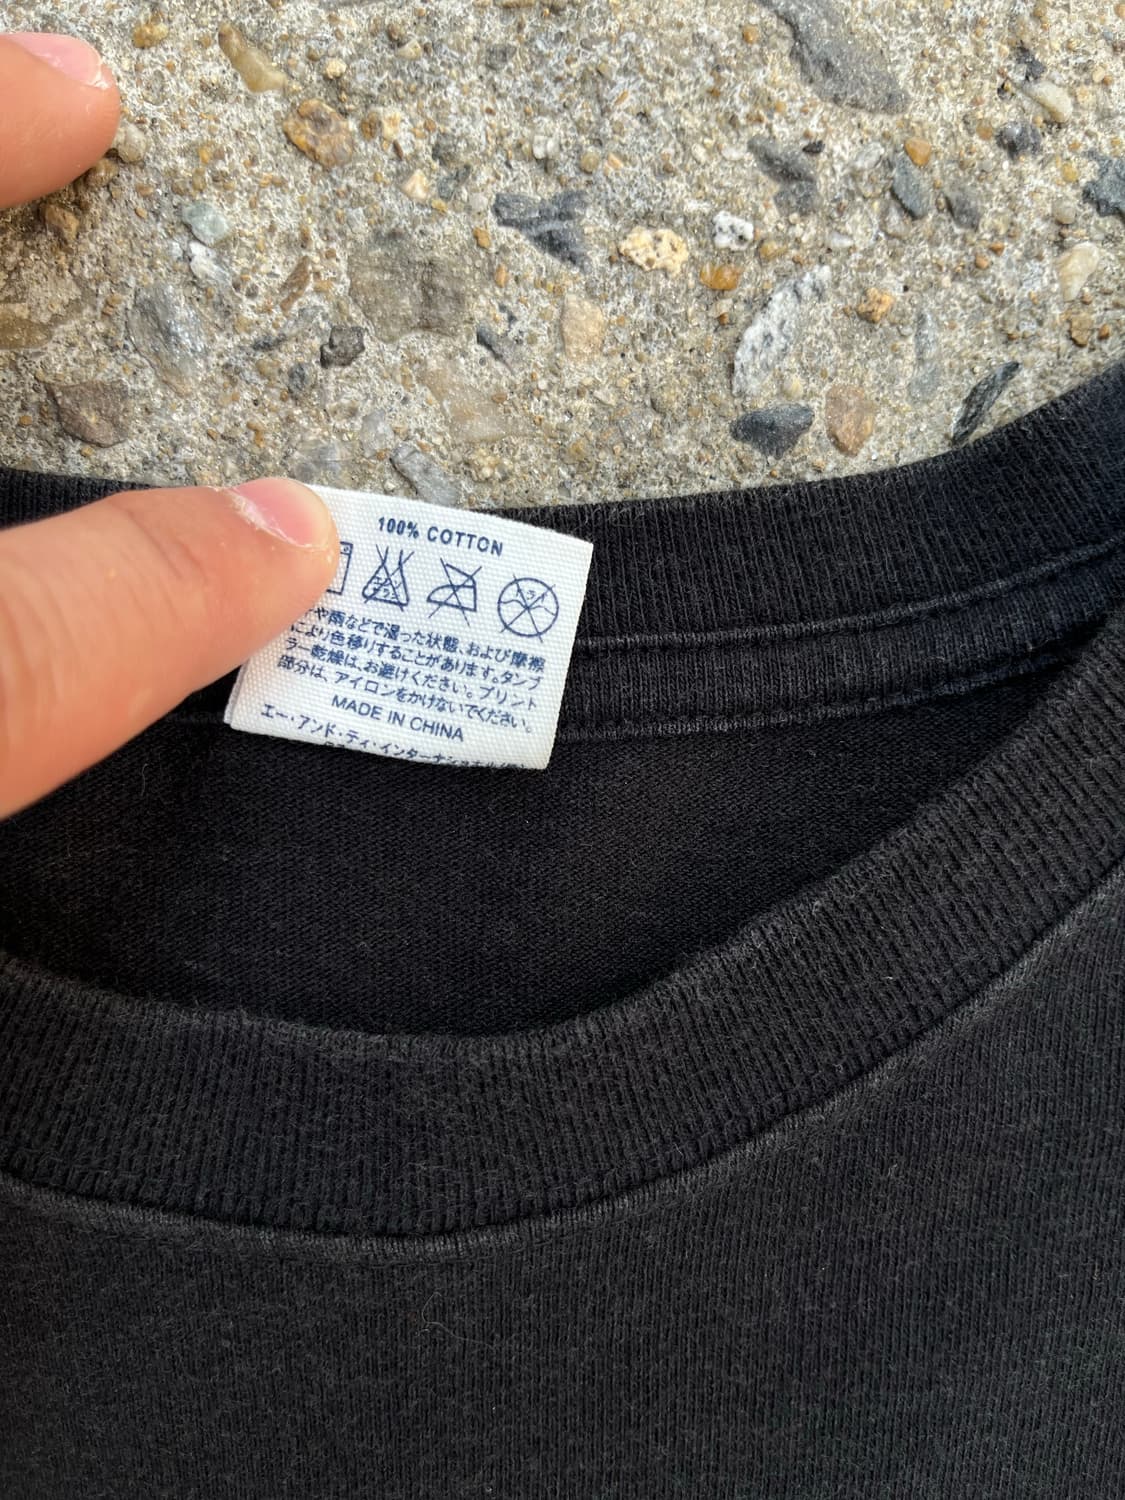 100% COTTON
や雨などで湿った状態、および摩擦
により色移りすることがあります。タンブ
ラー乾燥は、お避けください。プリント
部分は、アイロンをかけないでください。
MADE IN CHINA
エー・アンド・ティ・インターナショナル